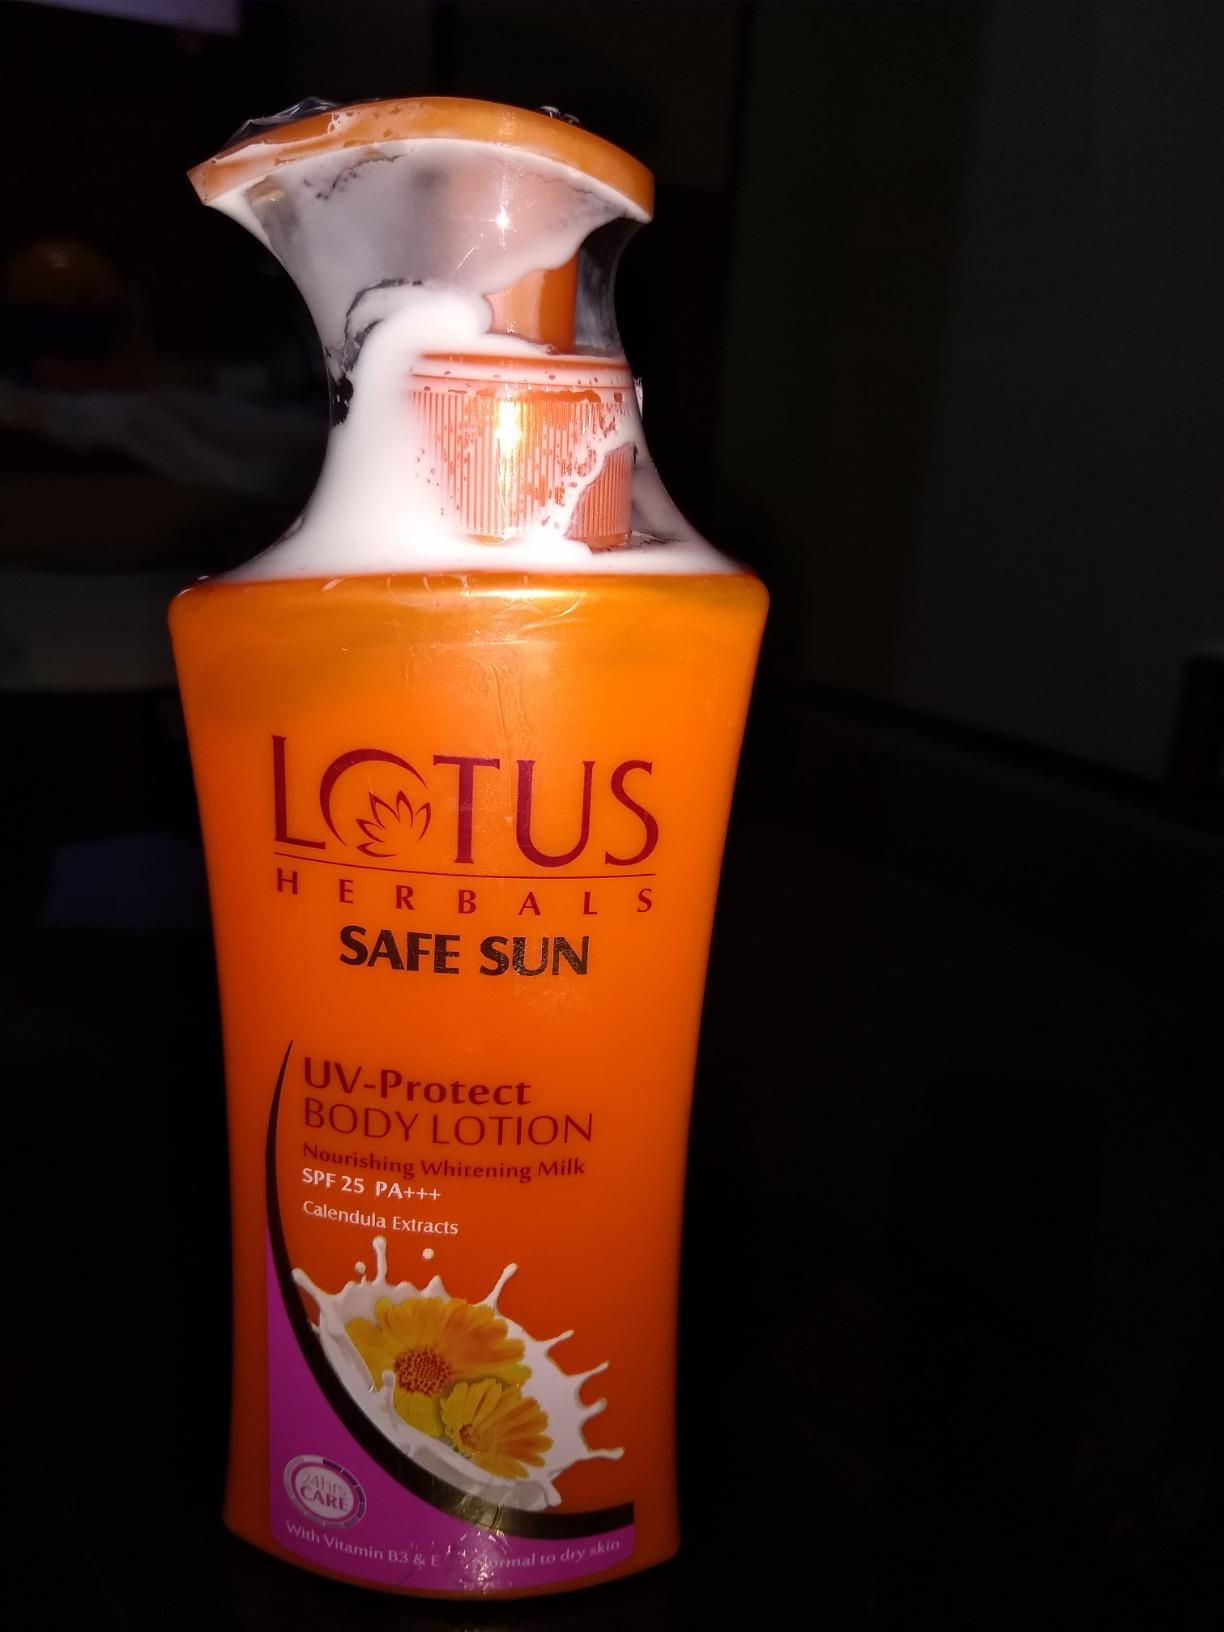 LOTUS
HERBALS
SAFE SUN
UV-Protect
BODY LOTION
Nourishing Whitening Milk
SPF 25 PA+++
Calendula Extracts
24hrs
CARE
With Vitamin B3 & E normal to dry skin